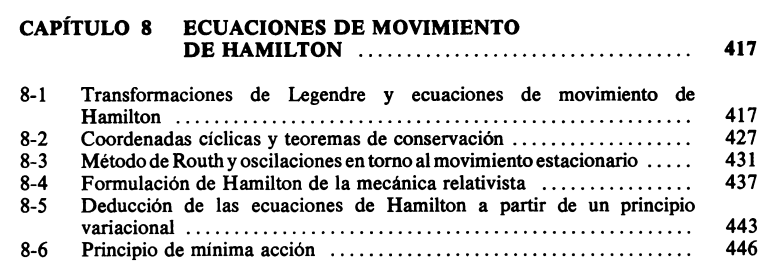 CAPÍTULO 8 ECUACIONES DE MOVIMIENTO
DE HAMILTON .................................. 417
8-1 Transformaciones de Legendre y ecuaciones de movimiento de
Hamilton .................................................... 417
8-2 Coordenadas cíclicas y teoremas de conservación .................. 427
8-3 Método de Routh y oscilaciones en torno al movimiento estacionario ..... 431
8-4 Formulación de Hamilton de la mecánica relativista ............... 437
8-5 Deducción de las ecuaciones de Hamilton a partir de un principio
variacional ................................................... 443
8-6 Principio de mínima acción .................................... 446